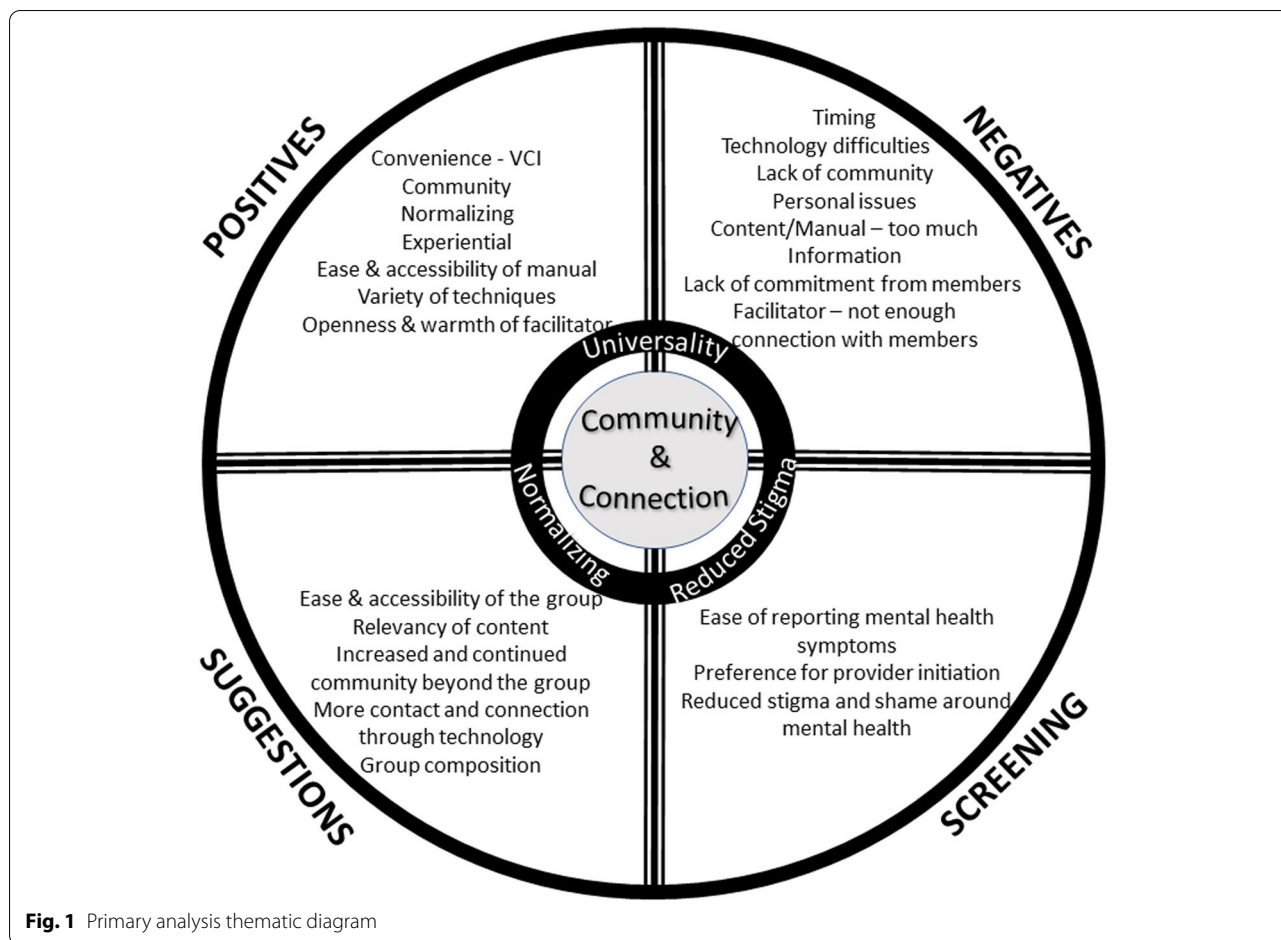 POSITIVES
Convenience - VCI
Community
Normalizing
Experiential
Ease & accessibility of manual
Variety of techniques
Openness & warmth of facilitator
NEGATIVES
Timing
Technology difficulties
Lack of community
Personal issues
Content/Manual – too much
Information
Lack of commitment from members
Facilitator – not enough
connection with members
Universality
Community
&
Connection
Normalizing
Reduced Stigma
SUGGESTIONS
Ease & accessibility of the group
Relevancy of content
Increased and continued
community beyond the group
More contact and connection
through technology
Group composition
SCREENING
Ease of reporting mental health
symptoms
Preference for provider initiation
Reduced stigma and shame around
mental health
Fig. 1 Primary analysis thematic diagram